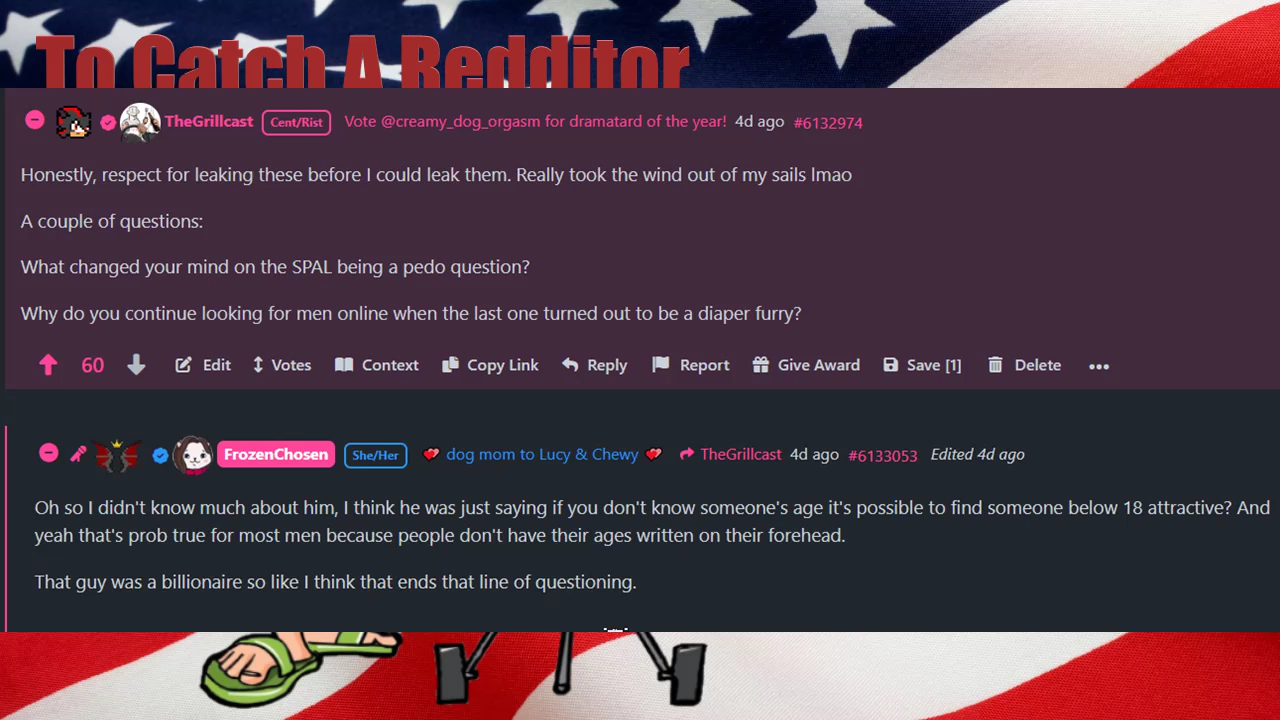 To Catch A Redditor
TheGrillcast Cent/Rist Vote @creamy_dog_orgasm for dramatard of the year! 4d ago #6132974
Honestly, respect for leaking these before I could leak them. Really took the wind out of my sails lmao
A couple of questions:
What changed your mind on the SPAL being a pedo question?
Why do you continue looking for men online when the last one turned out to be a diaper furry?
60 Edit Votes Context Copy Link Reply Report Give Award Save [1] Delete
FrozenChosen She/Her dog mom to Lucy & Chewy TheGrillcast 4d ago #6133053 Edited 4d ago
Oh so I didn't know much about him, I think he was just saying if you don't know someone's age it's possible to find someone below 18 attractive? And
yeah that's prob true for most men because people don't have their ages written on their forehead.
That guy was a billionaire so like I think that ends that line of questioning.